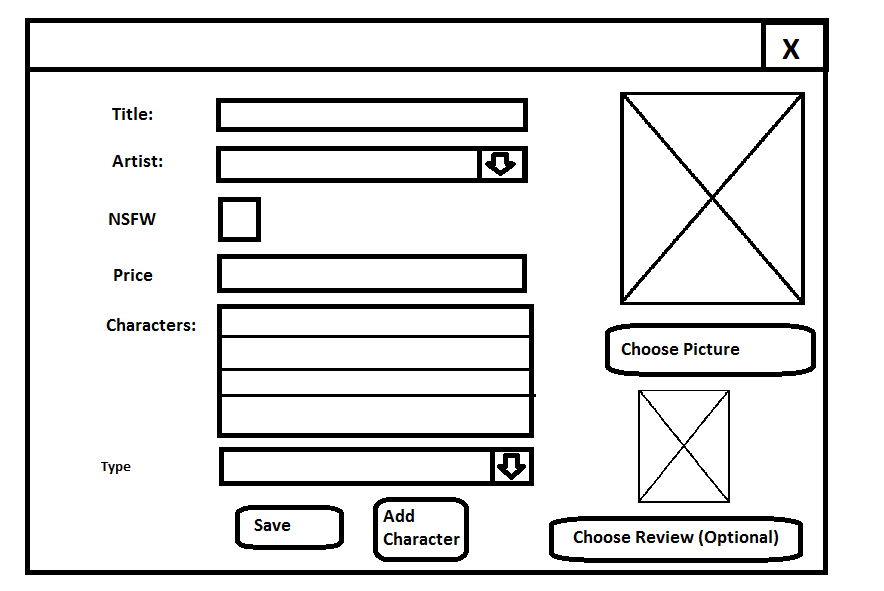 X
Title:
Artist:
NSFW
Price
Characters:
Choose Picture
Type
Save
Add
Character
Choose Review (Optional)